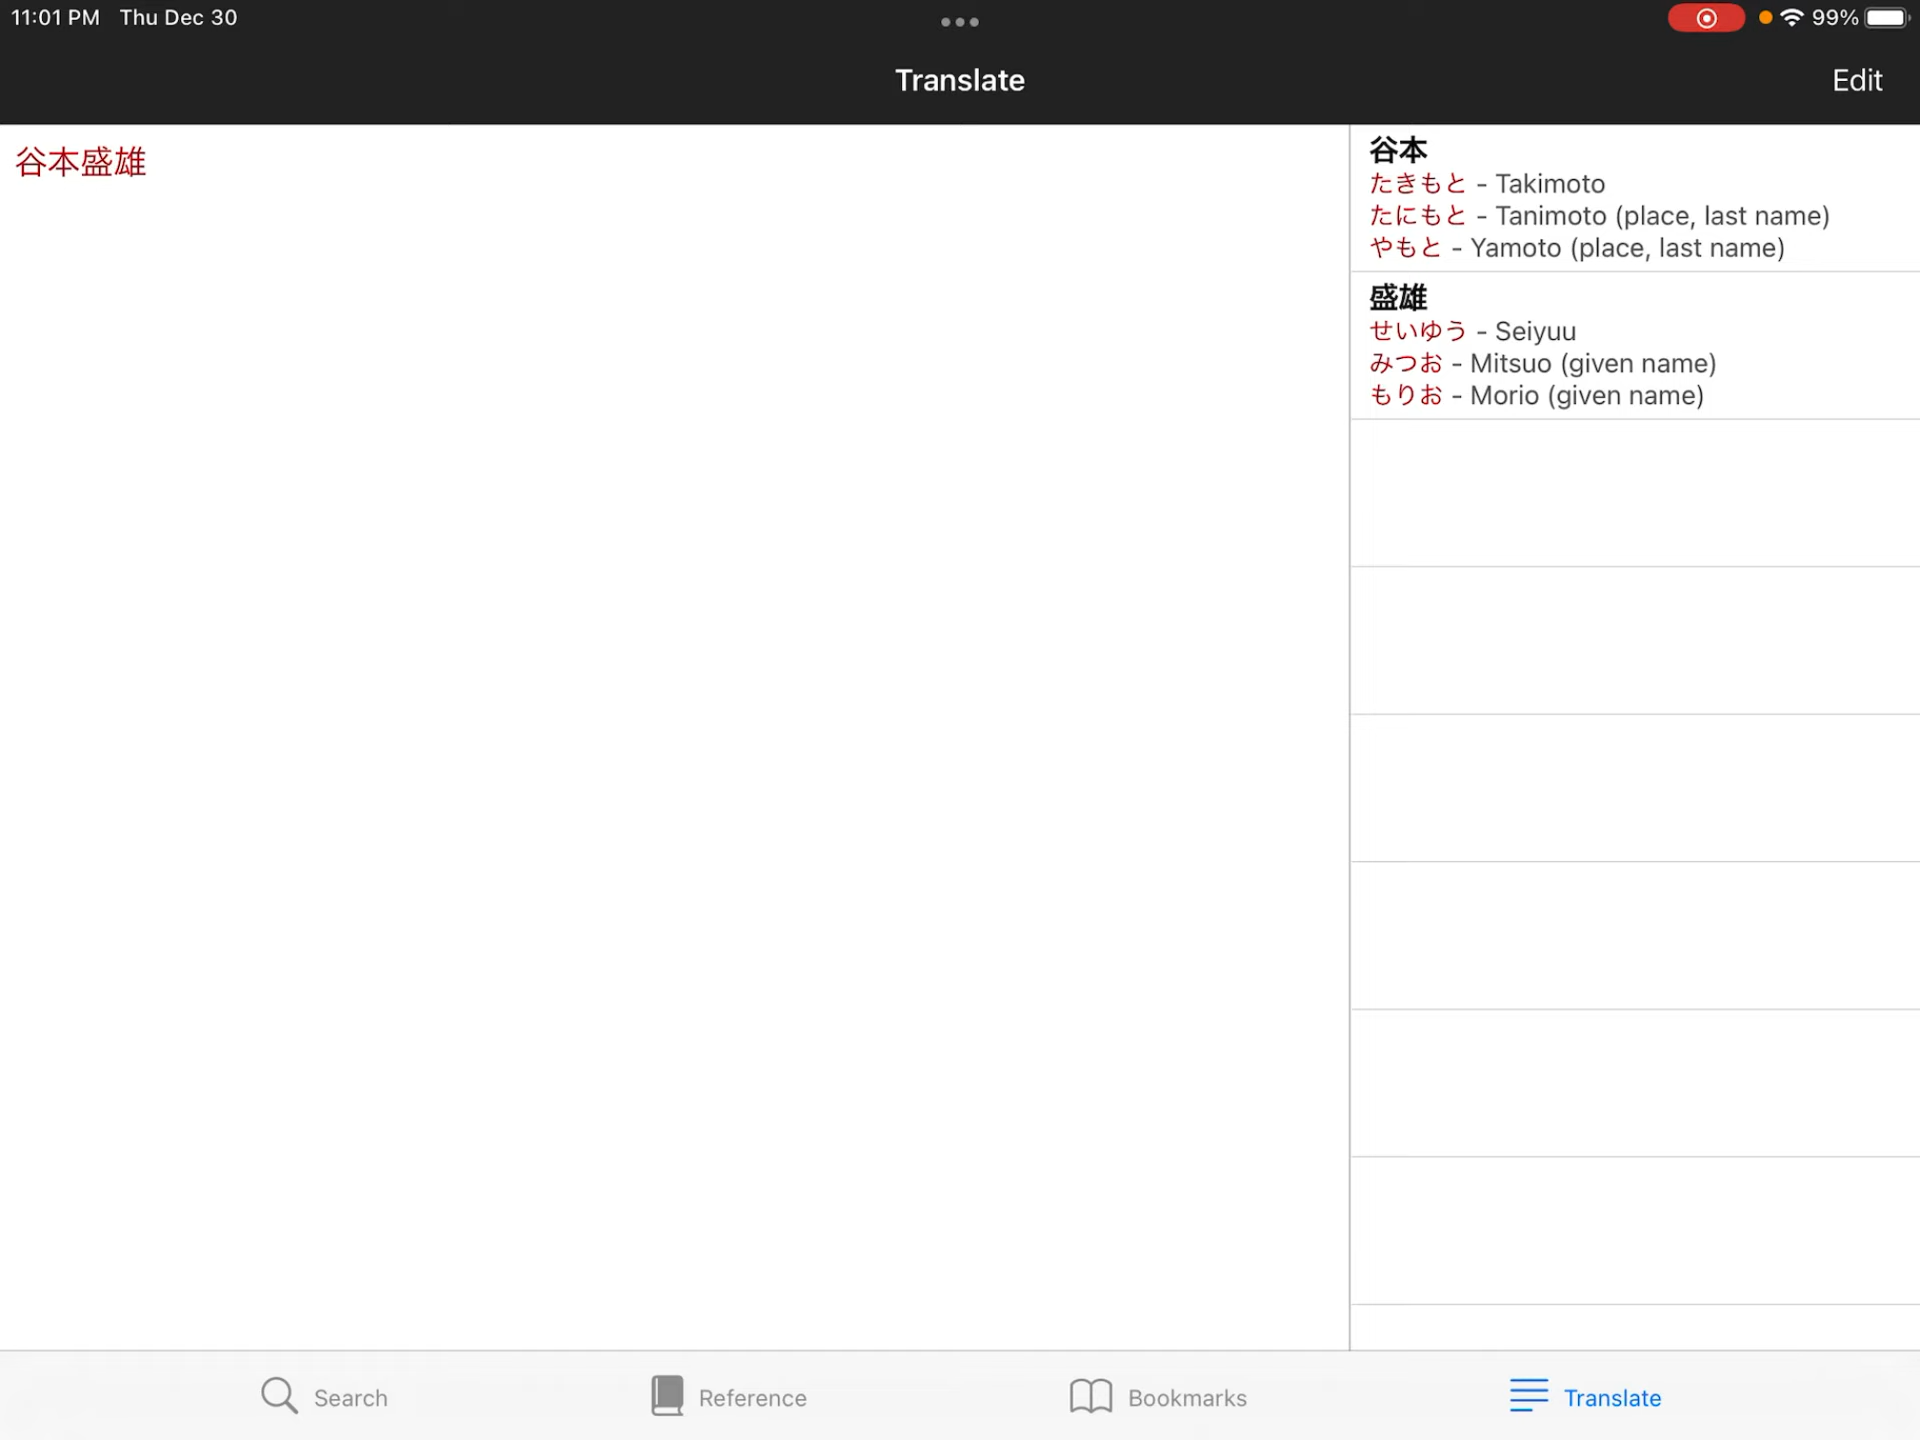 11:01 PM Thu Dec 30
99%
Translate
Edit
谷本盛雄
谷本
たきもと - Takimoto
たにもと - Tanimoto (place, last name)
やもと - Yamoto (place, last name)
盛雄
せいゆう - Seiyuu
みつお - Mitsuo (given name)
もりお - Morio (given name)
Search
Reference
Bookmarks
Translate